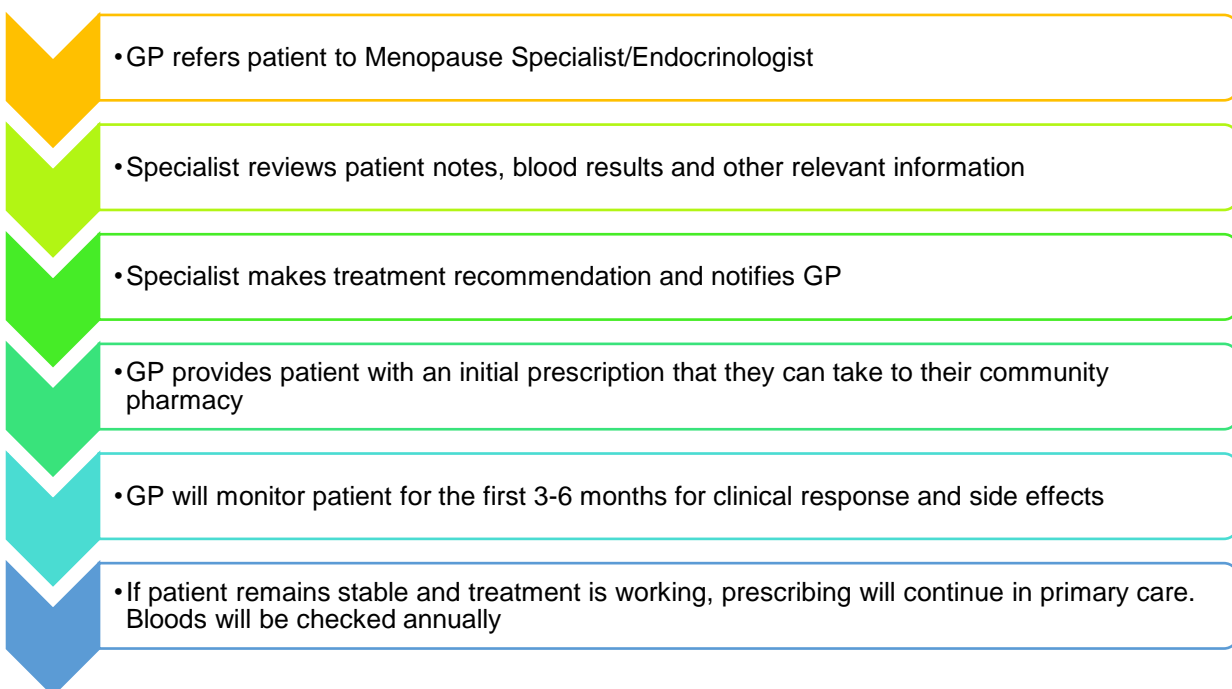 •GP refers patient to Menopause Specialist/Endocrinologist
•Specialist reviews patient notes, blood results and other relevant information
•Specialist makes treatment recommendation and notifies GP
•GP provides patient with an initial prescription that they can take to their community
pharmacy
•GP will monitor patient for the first 3-6 months for clinical response and side effects
•If patient remains stable and treatment is working, prescribing will continue in primary care.
Bloods will be checked annually